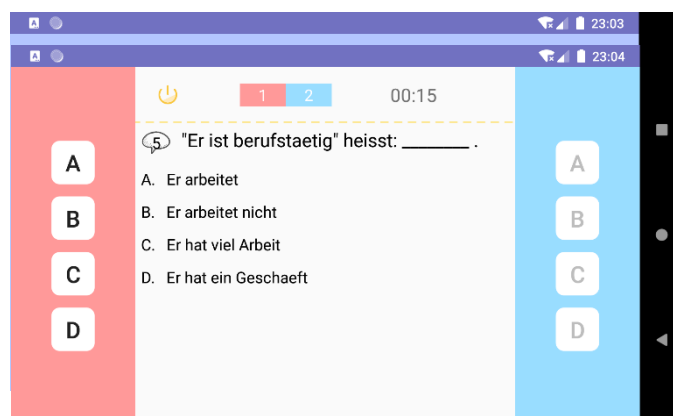 A 23:03
A 23:04
1 2 00:15
5 "Er ist berufstaetig" heisst: ________ .
A. Er arbeitet
B. Er arbeitet nicht
C. Er hat viel Arbeit
D. Er hat ein Geschaeft
A
B
C
D
A
B
C
D